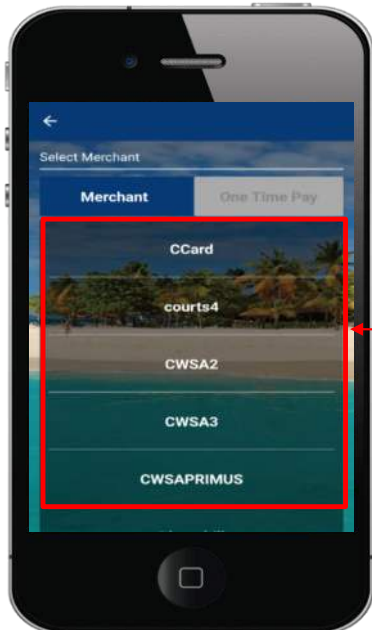 Select Merchant
Merchant One Time Pay
CCard
courts4
CWSA2
CWSA3
CWSAPRIMUS